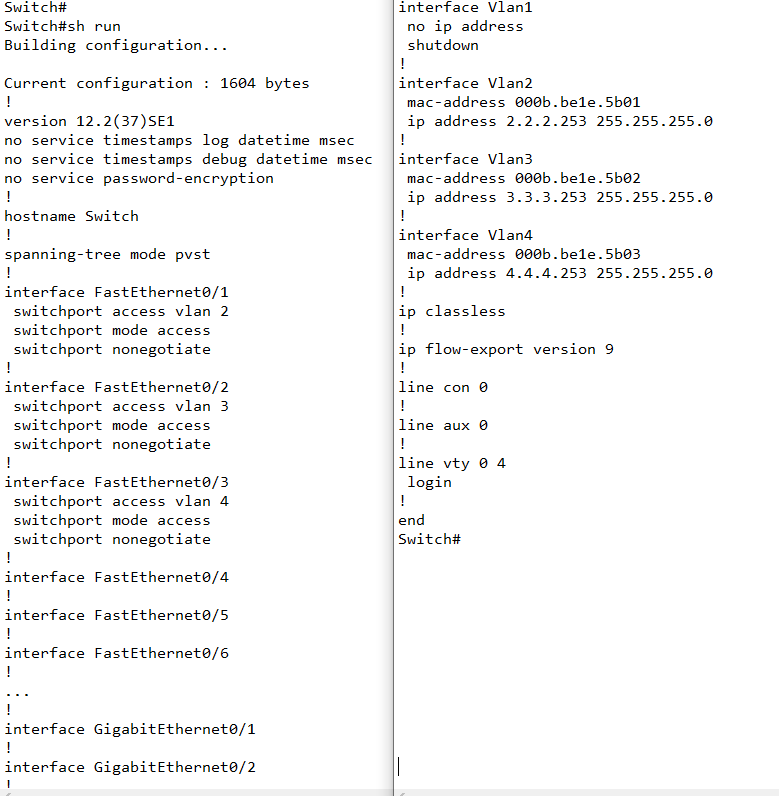 Switch#
Switch#sh run
Building configuration...
Current configuration : 1604 bytes
!
version 12.2(37)SE1
no service timestamps log datetime msec
no service timestamps debug datetime msec
no service password-encryption
!
hostname Switch
!
spanning-tree mode pvst
!
interface FastEthernet0/1
 switchport access vlan 2
 switchport mode access
 switchport nonegotiate
!
interface FastEthernet0/2
 switchport access vlan 3
 switchport mode access
 switchport nonegotiate
!
interface FastEthernet0/3
 switchport access vlan 4
 switchport mode access
 switchport nonegotiate
!
interface FastEthernet0/4
!
interface FastEthernet0/5
!
interface FastEthernet0/6
!
...
!
interface GigabitEthernet0/1
!
interface GigabitEthernet0/2
!
interface Vlan1
 no ip address
 shutdown
!
interface Vlan2
 mac-address 000b.be1e.5b01
 ip address 2.2.2.253 255.255.255.0
!
interface Vlan3
 mac-address 000b.be1e.5b02
 ip address 3.3.3.253 255.255.255.0
!
interface Vlan4
 mac-address 000b.be1e.5b03
 ip address 4.4.4.253 255.255.255.0
!
ip classless
!
ip flow-export version 9
!
line con 0
!
line aux 0
!
line vty 0 4
 login
!
end
Switch#